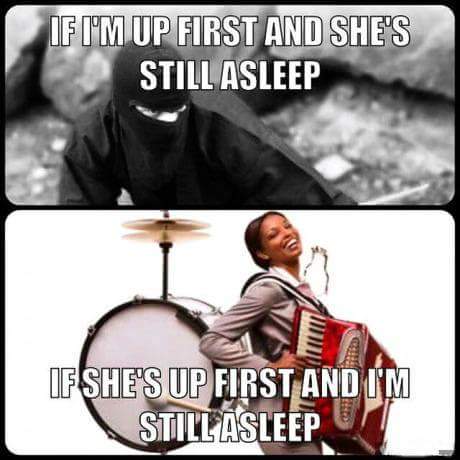 IF I'M UP FIRST AND SHE'S
STILL ASLEEP
IF SHE'S UP FIRST AND I'M
STILL ASLEEP